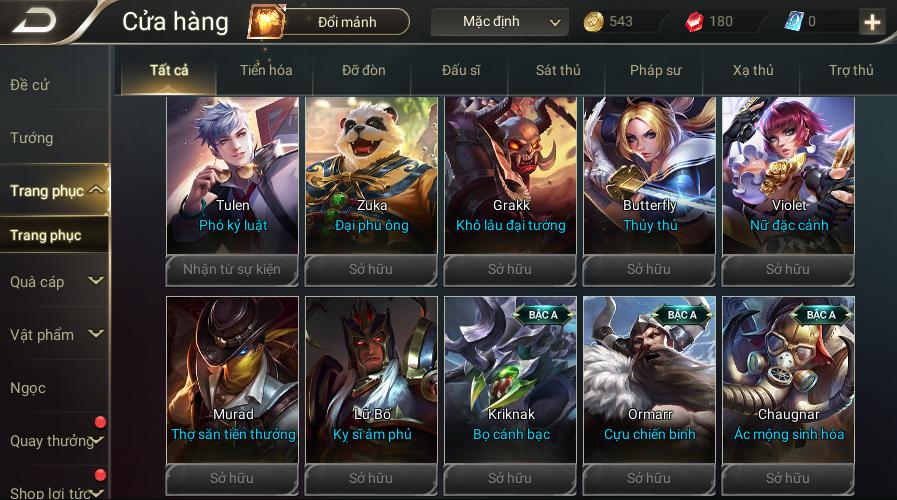 Cửa hàng
Đổi mảnh
Mặc định
543
180
0
Đề cử
Tướng
Trang phục
Trang phục
Quà cáp
Vật phẩm
Ngọc
Quay thưởng
Shop lợi tức
Tất cả
Tiến hóa
Đỡ đòn
Đấu sĩ
Sát thủ
Pháp sư
Xạ thủ
Trợ thủ
Tulen
Phó kỷ luật
Nhận từ sự kiện
Zuka
Đại phú ông
Sở hữu
Grakk
Khô lâu đại tướng
Sở hữu
Butterfly
Thủy thủ
Sở hữu
Violet
Nữ đặc cảnh
Sở hữu
Murad
Thợ săn tiền thưởng
Sở hữu
Lữ Bố
Kỵ sĩ âm phủ
Sở hữu
BẬC A
Kriknak
Bọ cánh bạc
Sở hữu
BẬC A
Ormarr
Cựu chiến binh
Sở hữu
BẬC A
Chaugnar
Ác mộng sinh hóa
Sở hữu